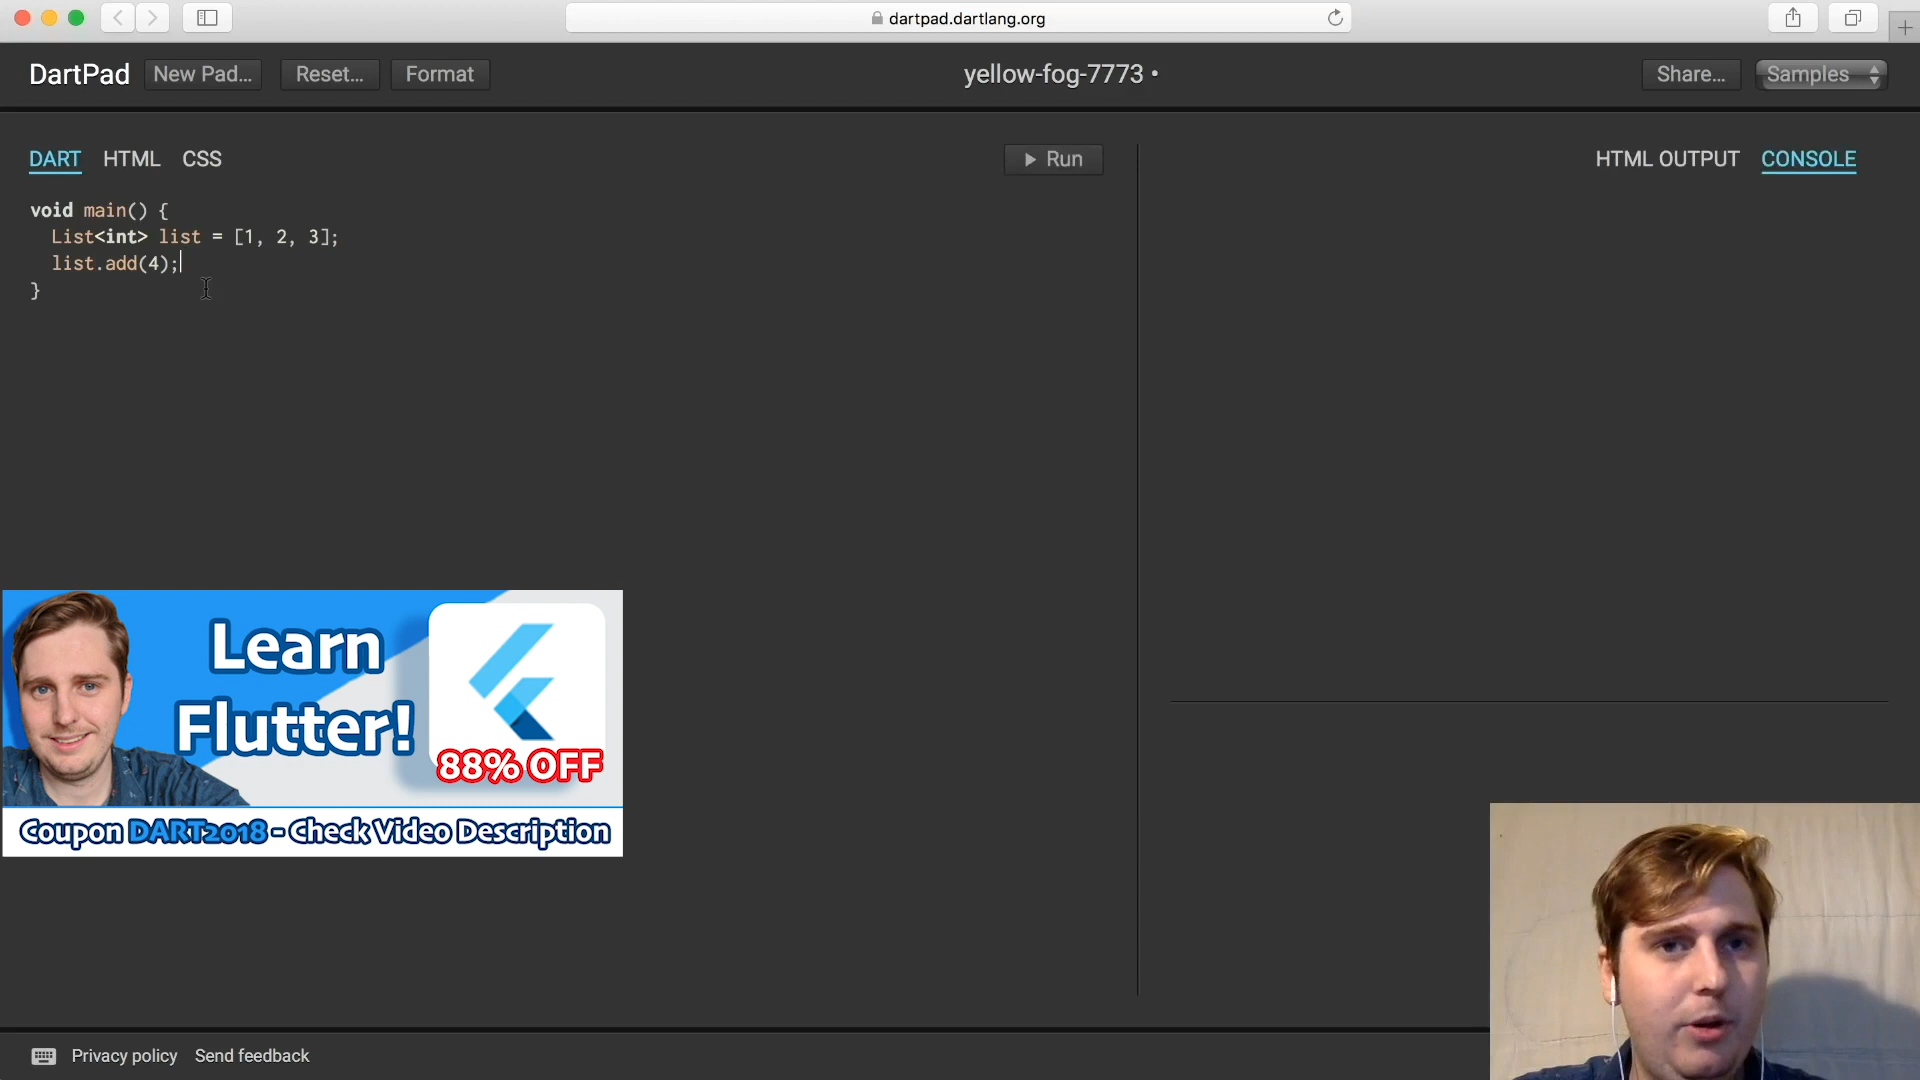 dartpad.dartlang.org
DartPad New Pad... Reset... Format yellow-fog-7773 • Share... Samples
DART HTML CSS Run HTML OUTPUT CONSOLE
void main() {
  List<int> list = [1, 2, 3];
  list.add(4);
}
Learn
Flutter!
88% OFF
Coupon DART2018 - Check Video Description
Privacy policy Send feedback